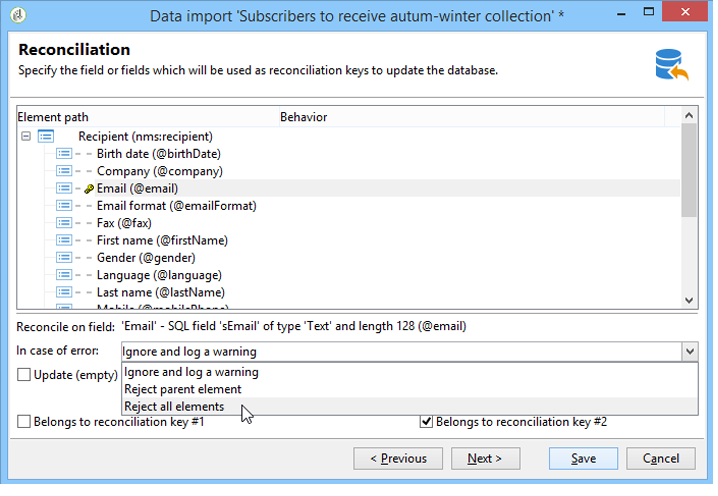 Data import 'Subscribers to receive autum-winter collection' *
Reconciliation
Specify the field or fields which will be used as reconciliation keys to update the database.
Element path Behavior
Recipient (nms:recipient)
Birth date (@birthDate)
Company (@company)
Email (@email)
Email format (@emailFormat)
Fax (@fax)
First name (@firstName)
Gender (@gender)
Language (@language)
Last name (@lastName)
Mobile (@mobilePhone)
Reconcile on field: 'Email' - SQL field 'sEmail' of type 'Text' and length 128 (@email)
In case of error: Ignore and log a warning
Ignore and log a warning
Update (empty) Reject parent element
Reject all elements
Belongs to reconciliation key #1 Belongs to reconciliation key #2
< Previous Next > Save Cancel